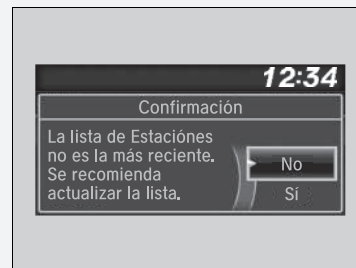 12:34
Confirmación
La lista de Estaciónes
no es la más reciente.
Se recomienda
actualizar la lista.
No
Sí